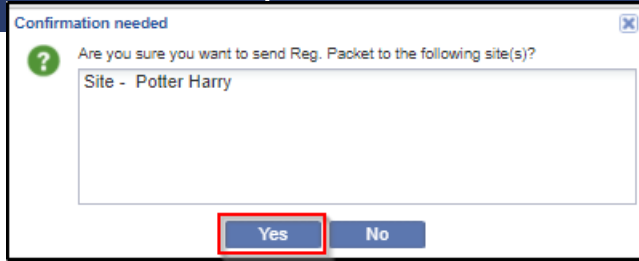 Confirmation needed
Are you sure you want to send Reg. Packet to the following site(s)?
Site - Potter Harry
Yes No